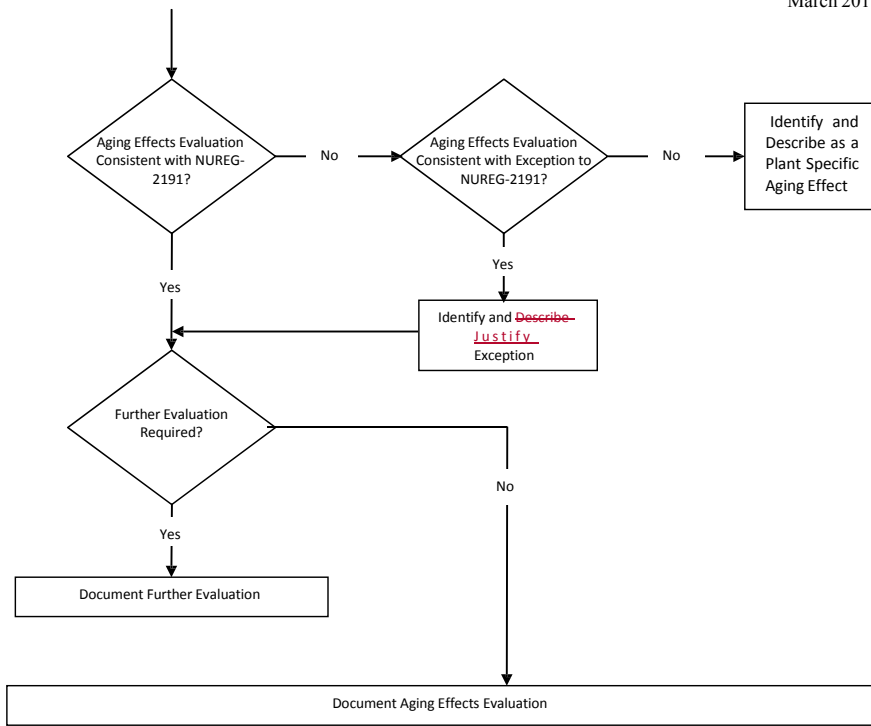 March 201
Aging Effects Evaluation
Consistent with NUREG-
2191?
No
Aging Effects Evaluation
Consistent with Exception to
NUREG-2191?
No
Identify and
Describe as a
Plant Specific
Aging Effect
Yes
Yes
Identify and Describe
Justify
Exception
Further Evaluation
Required?
No
Yes
Document Further Evaluation
Document Aging Effects Evaluation